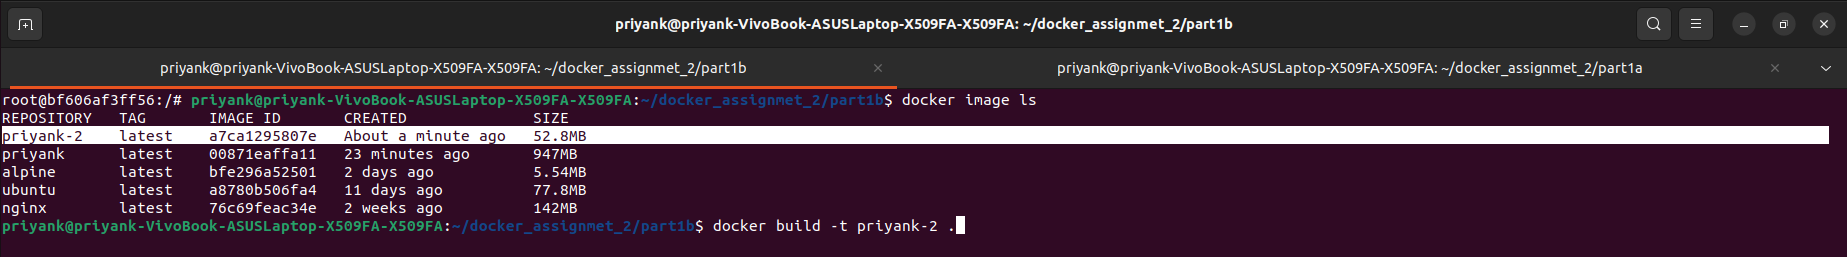 priyank@priyank-VivoBook-ASUSLaptop-X509FA-X509FA: ~/docker_assignmet_2/part1b
priyank@priyank-VivoBook-ASUSLaptop-X509FA-X509FA: ~/docker_assignmet_2/part1b
priyank@priyank-VivoBook-ASUSLaptop-X509FA-X509FA: ~/docker_assignmet_2/part1a
root@bf606af3ff56:/# priyank@priyank-VivoBook-ASUSLaptop-X509FA-X509FA:~/docker_assignmet_2/part1b$ docker image ls
REPOSITORY   TAG      IMAGE ID       CREATED              SIZE
priyank-2    latest   a7ca1295807e   About a minute ago   52.8MB
priyank      latest   00871eaffa11   23 minutes ago       947MB
alpine       latest   bfe296a52501   2 days ago           5.54MB
ubuntu       latest   a8780b506fa4   11 days ago          77.8MB
nginx        latest   76c69feac34e   2 weeks ago          142MB
priyank@priyank-VivoBook-ASUSLaptop-X509FA-X509FA:~/docker_assignmet_2/part1b$ docker build -t priyank-2 .